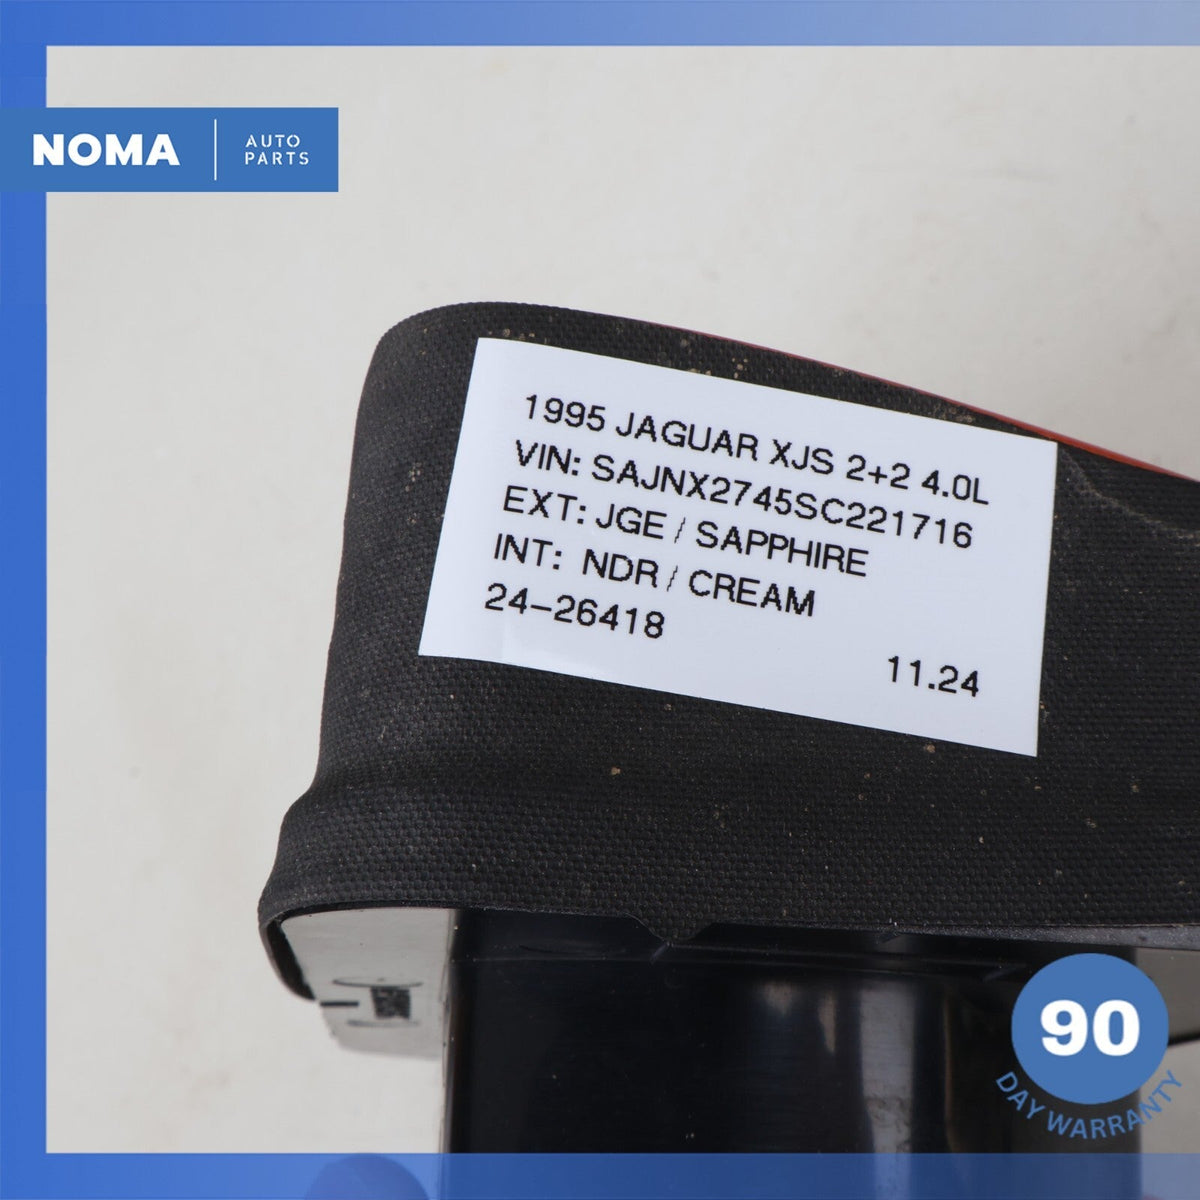 NOMA
AUTO
PARTS
1995 JAGUAR XJS 2+2 4.0L
VIN: SAJNX2745SC221716
EXT: JGE / SAPPHIRE
INT: NDR / CREAM
24-26418
11.24
90
DAY WARRANTY